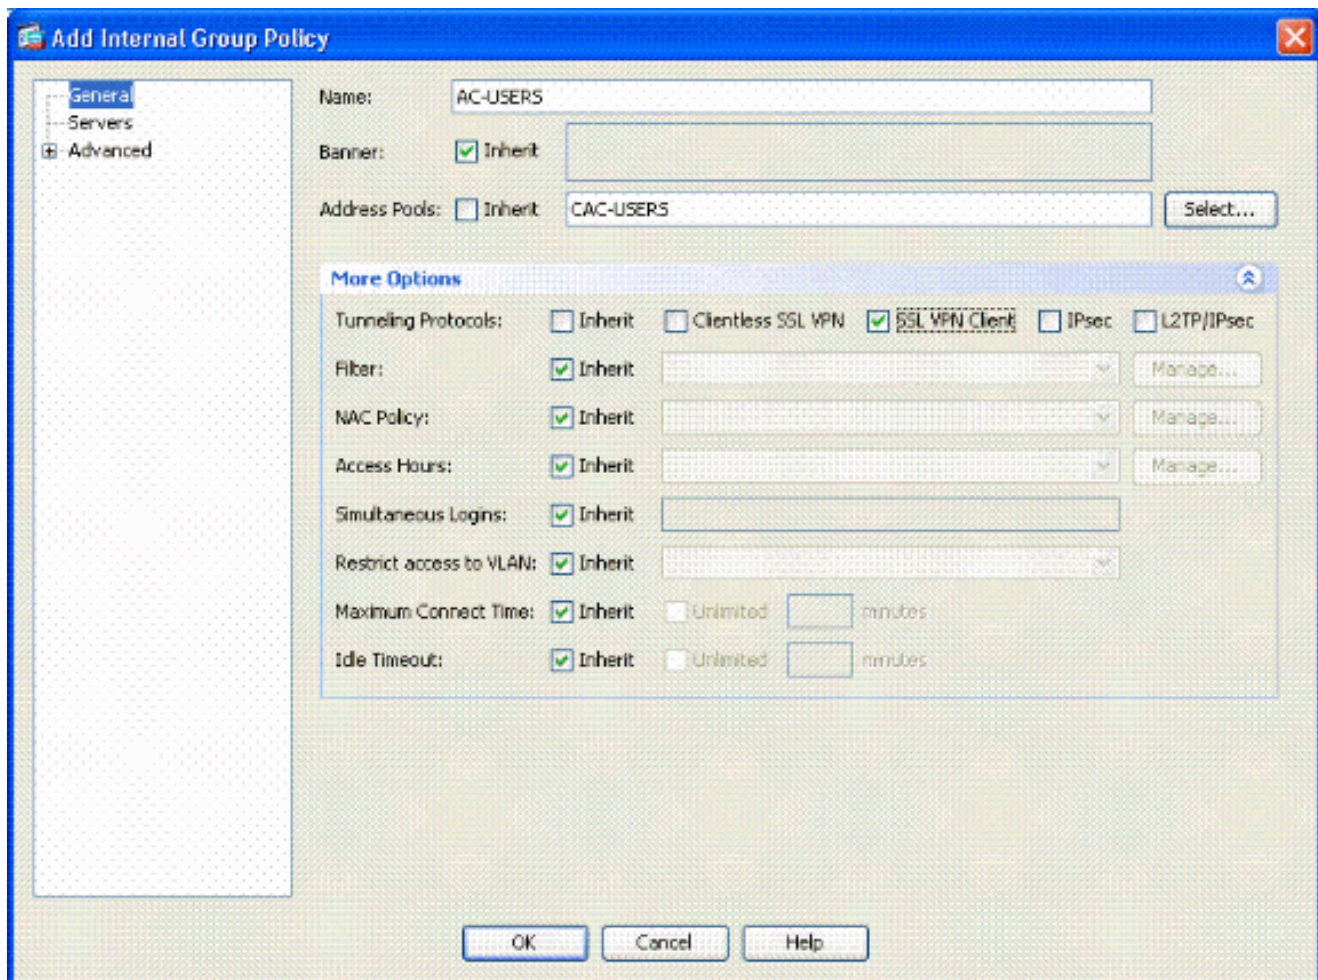 Add Internal Group Policy
General
Servers
Advanced
Name: AC-USERS
Banner: Inherit
Address Pools: Inherit CAC-USERS Select...
More Options
Tunneling Protocols: Inherit Clientless SSL VPN SSL VPN Client IPsec L2TP/IPsec
Filter: Inherit Manage...
NAC Policy: Inherit Manage...
Access Hours: Inherit Manage...
Simultaneous Logins: Inherit
Restrict access to VLAN: Inherit
Maximum Connect Time: Inherit Unlimited minutes
Idle Timeout: Inherit Unlimited minutes
OK Cancel Help